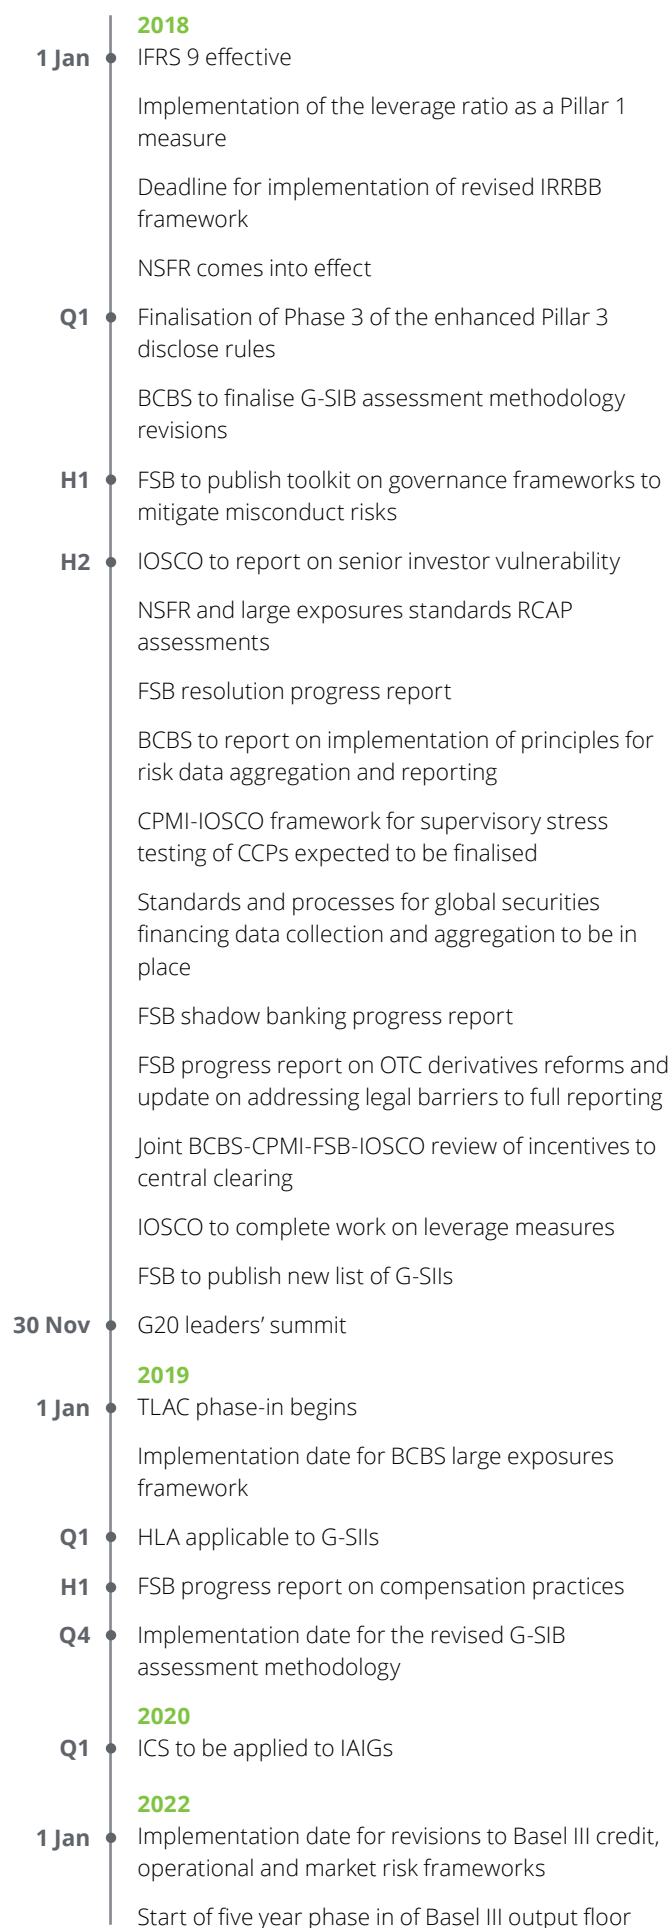 2018
1 Jan IFRS 9 effective
Implementation of the leverage ratio as a Pillar 1
measure
Deadline for implementation of revised IRRBB
framework
NSFR comes into effect
Q1 Finalisation of Phase 3 of the enhanced Pillar 3
disclose rules
BCBS to finalise G-SIB assessment methodology
revisions
H1 FSB to publish toolkit on governance frameworks to
mitigate misconduct risks
H2 IOSCO to report on senior investor vulnerability
NSFR and large exposures standards RCAP
assessments
FSB resolution progress report
BCBS to report on implementation of principles for
risk data aggregation and reporting
CPMI-IOSCO framework for supervisory stress
testing of CCPs expected to be finalised
Standards and processes for global securities
financing data collection and aggregation to be in
place
FSB shadow banking progress report
FSB progress report on OTC derivatives reforms and
update on addressing legal barriers to full reporting
Joint BCBS-CPMI-FSB-IOSCO review of incentives to
central clearing
IOSCO to complete work on leverage measures
FSB to publish new list of G-SIIs
30 Nov G20 leaders’ summit
2019
1 Jan TLAC phase-in begins
Implementation date for BCBS large exposures
framework
Q1 HLA applicable to G-SIIs
H1 FSB progress report on compensation practices
Q4 Implementation date for the revised G-SIB
assessment methodology
2020
Q1 ICS to be applied to IAIGs
2022
1 Jan Implementation date for revisions to Basel III credit,
operational and market risk frameworks
Start of five year phase in of Basel III output floor